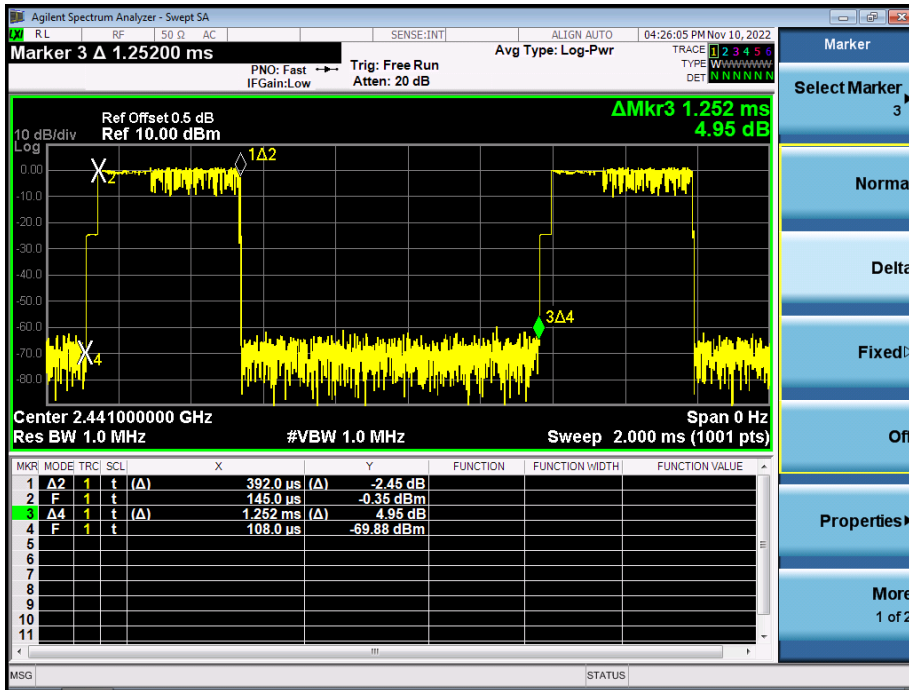 Agilent Spectrum Analyzer - Swept SA
LXI RL RF 50 Ω AC SENSE:INT ALIGN AUTO 04:26:05 PM Nov 10, 2022
Marker 3 Δ 1.25200 ms
PNO: Fast
IFGain:Low
Trig: Free Run
Atten: 20 dB
Avg Type: Log-Pwr
TRACE 1 2 3 4 5 6
TYPE WWWWWW
DET N N N N N N
Ref Offset 0.5 dB
10 dB/div Ref 10.00 dBm
Log
ΔMkr3 1.252 ms
4.95 dB
0.00
-10.0
-20.0
-30.0
-40.0
-50.0
-60.0
-70.0
-80.0
2
1Δ2
3Δ4
4
Center 2.441000000 GHz Span 0 Hz
Res BW 1.0 MHz #VBW 1.0 MHz Sweep 2.000 ms (1001 pts)
MKR MODE TRC SCL X Y FUNCTION FUNCTION WIDTH FUNCTION VALUE
1 Δ2 1 t (Δ) 392.0 µs (Δ) -2.45 dB
2 F 1 t 145.0 µs -0.35 dBm
3 Δ4 1 t (Δ) 1.252 ms (Δ) 4.95 dB
4 F 1 t 108.0 µs -69.88 dBm
5
6
7
8
9
10
11
MSG STATUS
Marker
Select Marker
3
Norma
Delta
Fixed
Of
Properties
More
1 of 2